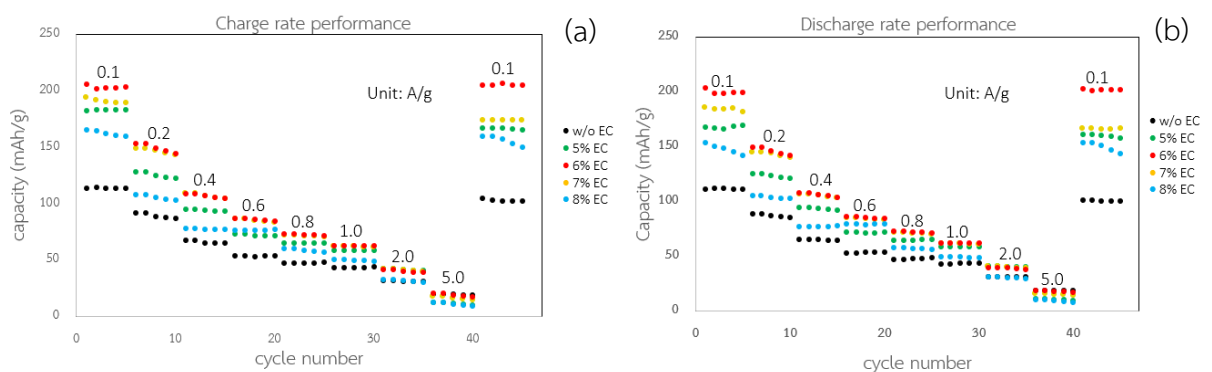 Charge rate performance
(a)
250
200
150
100
50
0
capacity (mAh/g)
0.1
0.2
0.4
0.6
0.8
1.0
2.0
5.0
0.1
Unit: A/g
w/o EC
5% EC
6% EC
7% EC
8% EC
0
10
20
30
40
cycle number
Discharge rate performance
(b)
250
200
150
100
50
0
Capacity (mAh/g)
0.1
0.2
0.4
0.6
0.8
1.0
2.0
5.0
0.1
Unit: A/g
w/o EC
5% EC
6% EC
7% EC
8% EC
0
10
20
30
40
cycle number